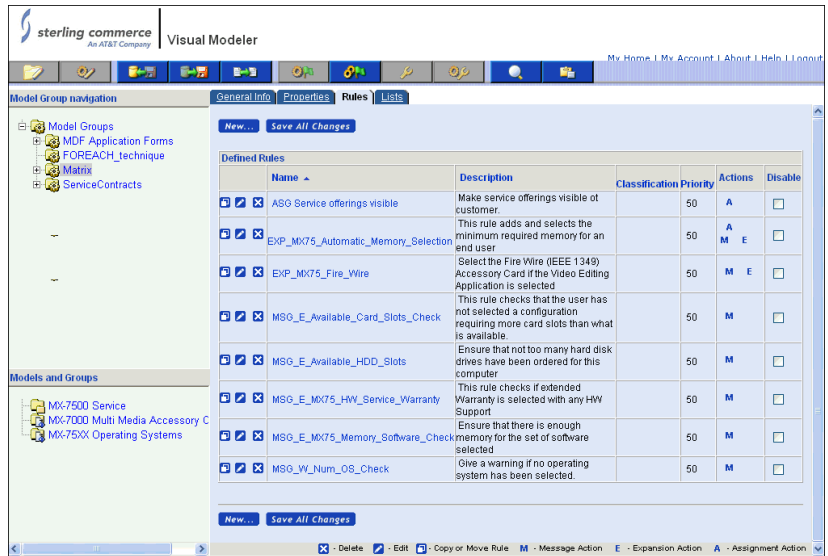 sterling commerce
An AT&T Company
Visual Modeler
My Home | My Account | About | Help | Logout
Model Group navigation
Model Groups
MDF Application Forms
FOREACH_technique
Matrix
ServiceContracts
Models and Groups
MX-7500 Service
MX-7000 Multi Media Accessory C
MX-75XX Operating Systems
General Info Properties Rules Lists
New... Save All Changes
Defined Rules
Name Description Classification Priority Actions Disable
ASG Service offerings visible
Make service offerings visible ot
customer.
50 A
EXP_MX75_Automatic_Memory_Selection
This rule adds and selects the
minimum required memory for an
end user
50 A
M E
EXP_MX75_Fire_Wire
Select the Fire Wire (IEEE 1349)
Accessory Card if the Video Editing
Application is selected
50 M E
MSG_E_Available_Card_Slots_Check
This rule checks that the user has
not selected a configuration
requiring more card slots than what
is available.
50 M
MSG_E_Available_HDD_Slots
Ensure that not too many hard disk
drives have been ordered for this
computer
50 M
MSG_E_MX75_HW_Service_Warranty
This rule checks if extended
Warranty is selected with any HW
Support
50 M
MSG_E_MX75_Memory_Software_Check
Ensure that there is enough
memory for the set of software
selected
50 M
MSG_W_Num_OS_Check
Give a warning if no operating
system has been selected.
50 M
New... Save All Changes
- Delete - Edit - Copy or Move Rule M - Message Action E - Expansion Action A - Assignment Action